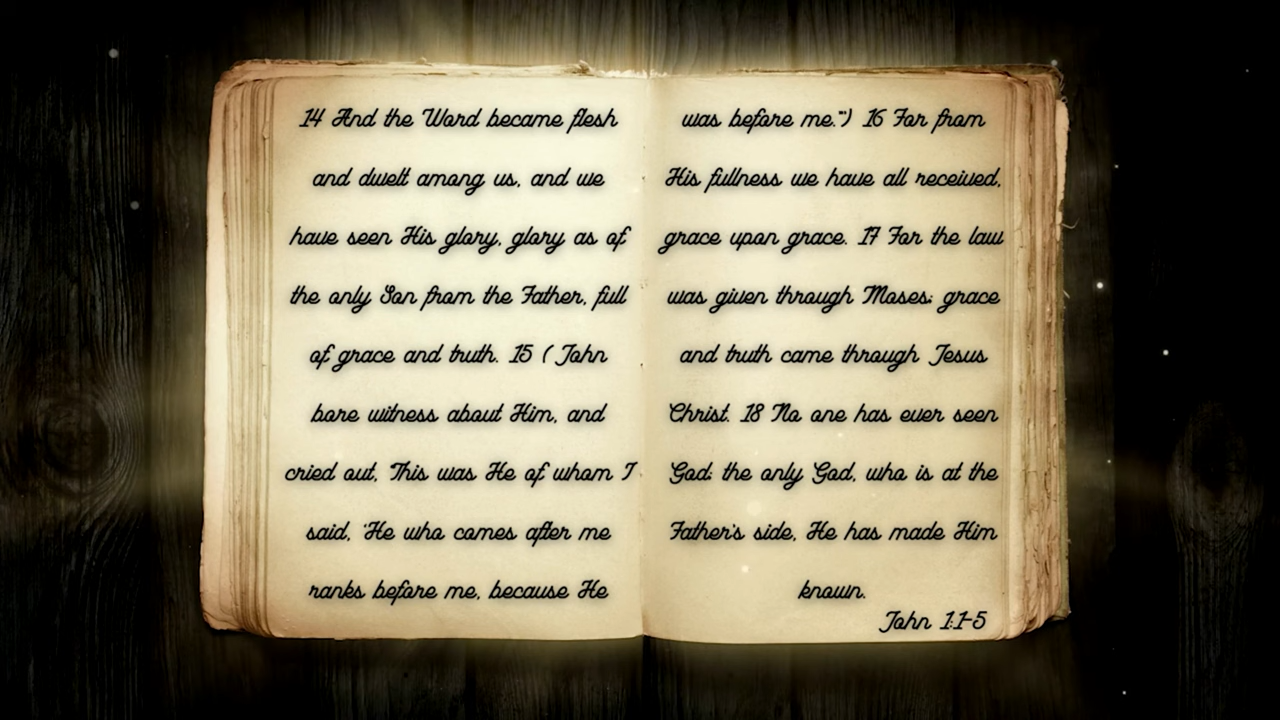 14 And the Word became flesh
and dwelt among us, and we
have seen His glory, glory as of
the only Son from the Father, full
of grace and truth. 15 ( John
bore witness about Him, and
cried out, This was He of whom I
said, 'He who comes after me
ranks before me, because He
was before me.'") 16 For from
His fullness we have all received,
grace upon grace. 17 For the law
was given through Moses; grace
and truth came through Jesus
Christ. 18 No one has ever seen
God; the only God, who is at the
Father's side, He has made Him
known.
John 1:1-5